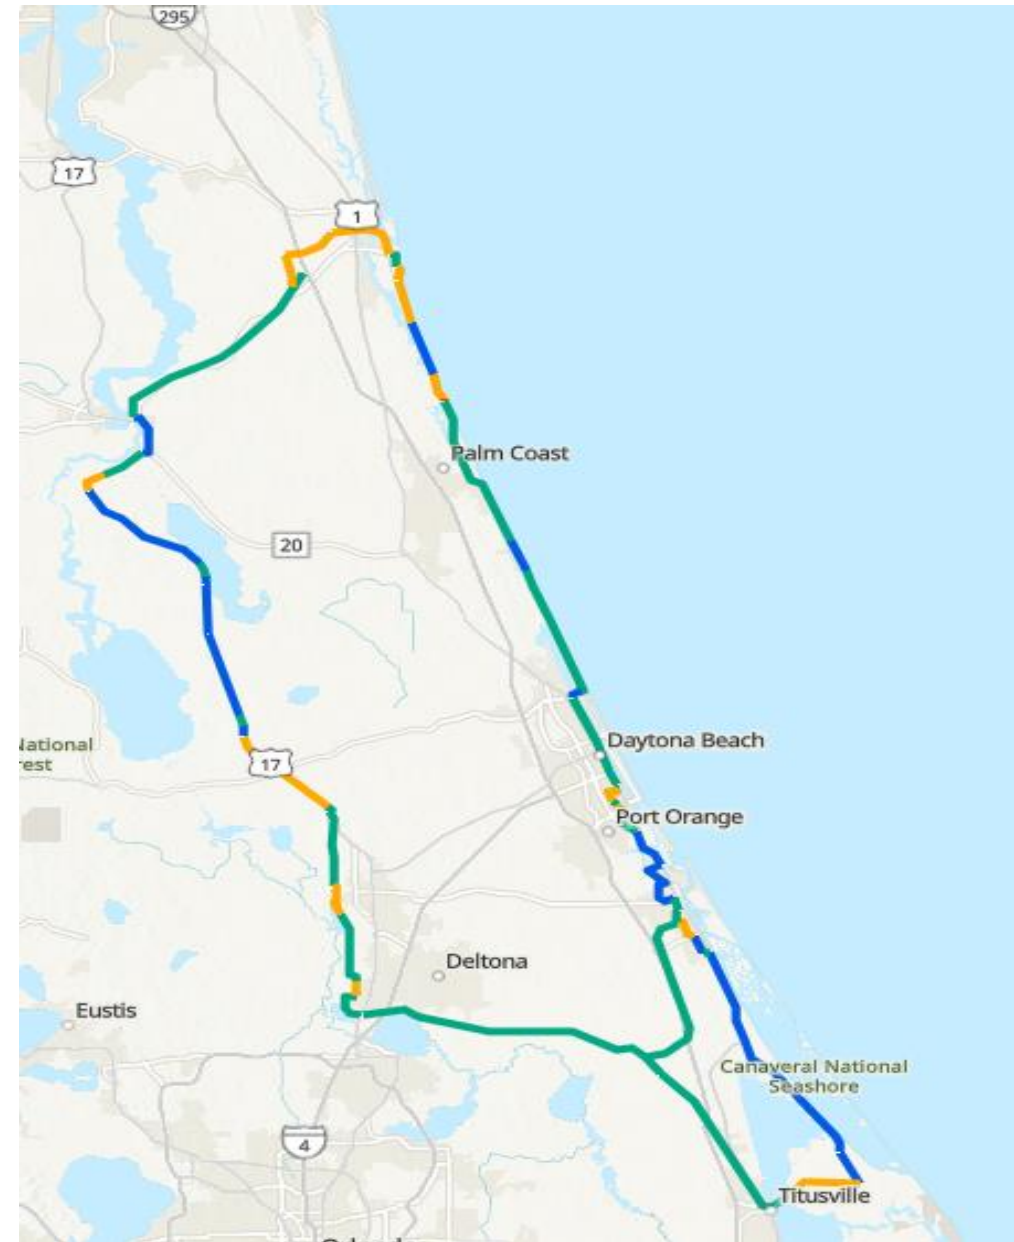 295
17
1
Palm Coast
20
Daytona Beach
National
rest
17
Port Orange
Deltona
Eustis
Canaveral National
Seashore
4
Titusville